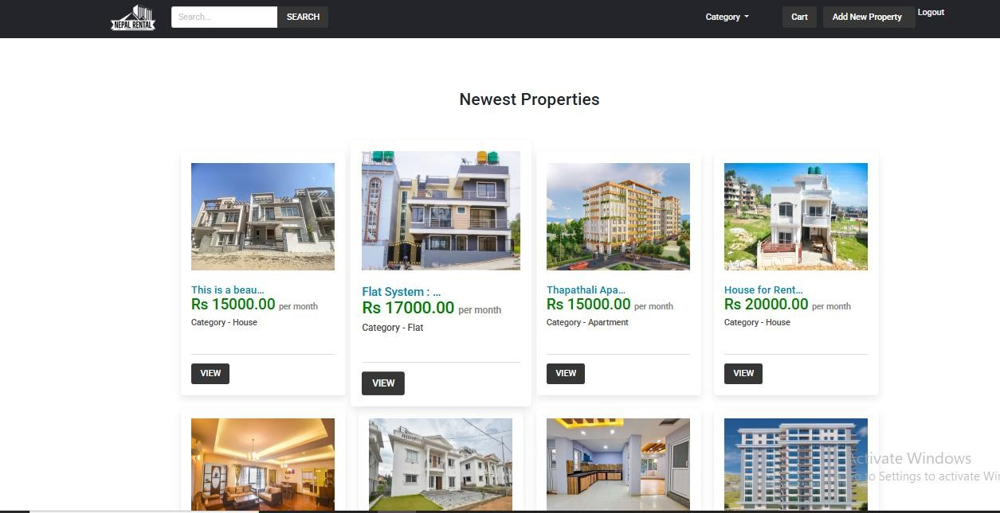 NEPAL RENTAL
Search...
SEARCH
Category
Cart
Add New Property
Logout
Newest Properties
This is a beau...
Rs 15000.00 per month
Category - House
VIEW
Flat System : ...
Rs 17000.00 per month
Category - Flat
VIEW
Thapathali Apa...
Rs 15000.00 per month
Category - Apartment
VIEW
House for Rent...
Rs 20000.00 per month
Category - House
VIEW
Activate Windows
to Settings to activate